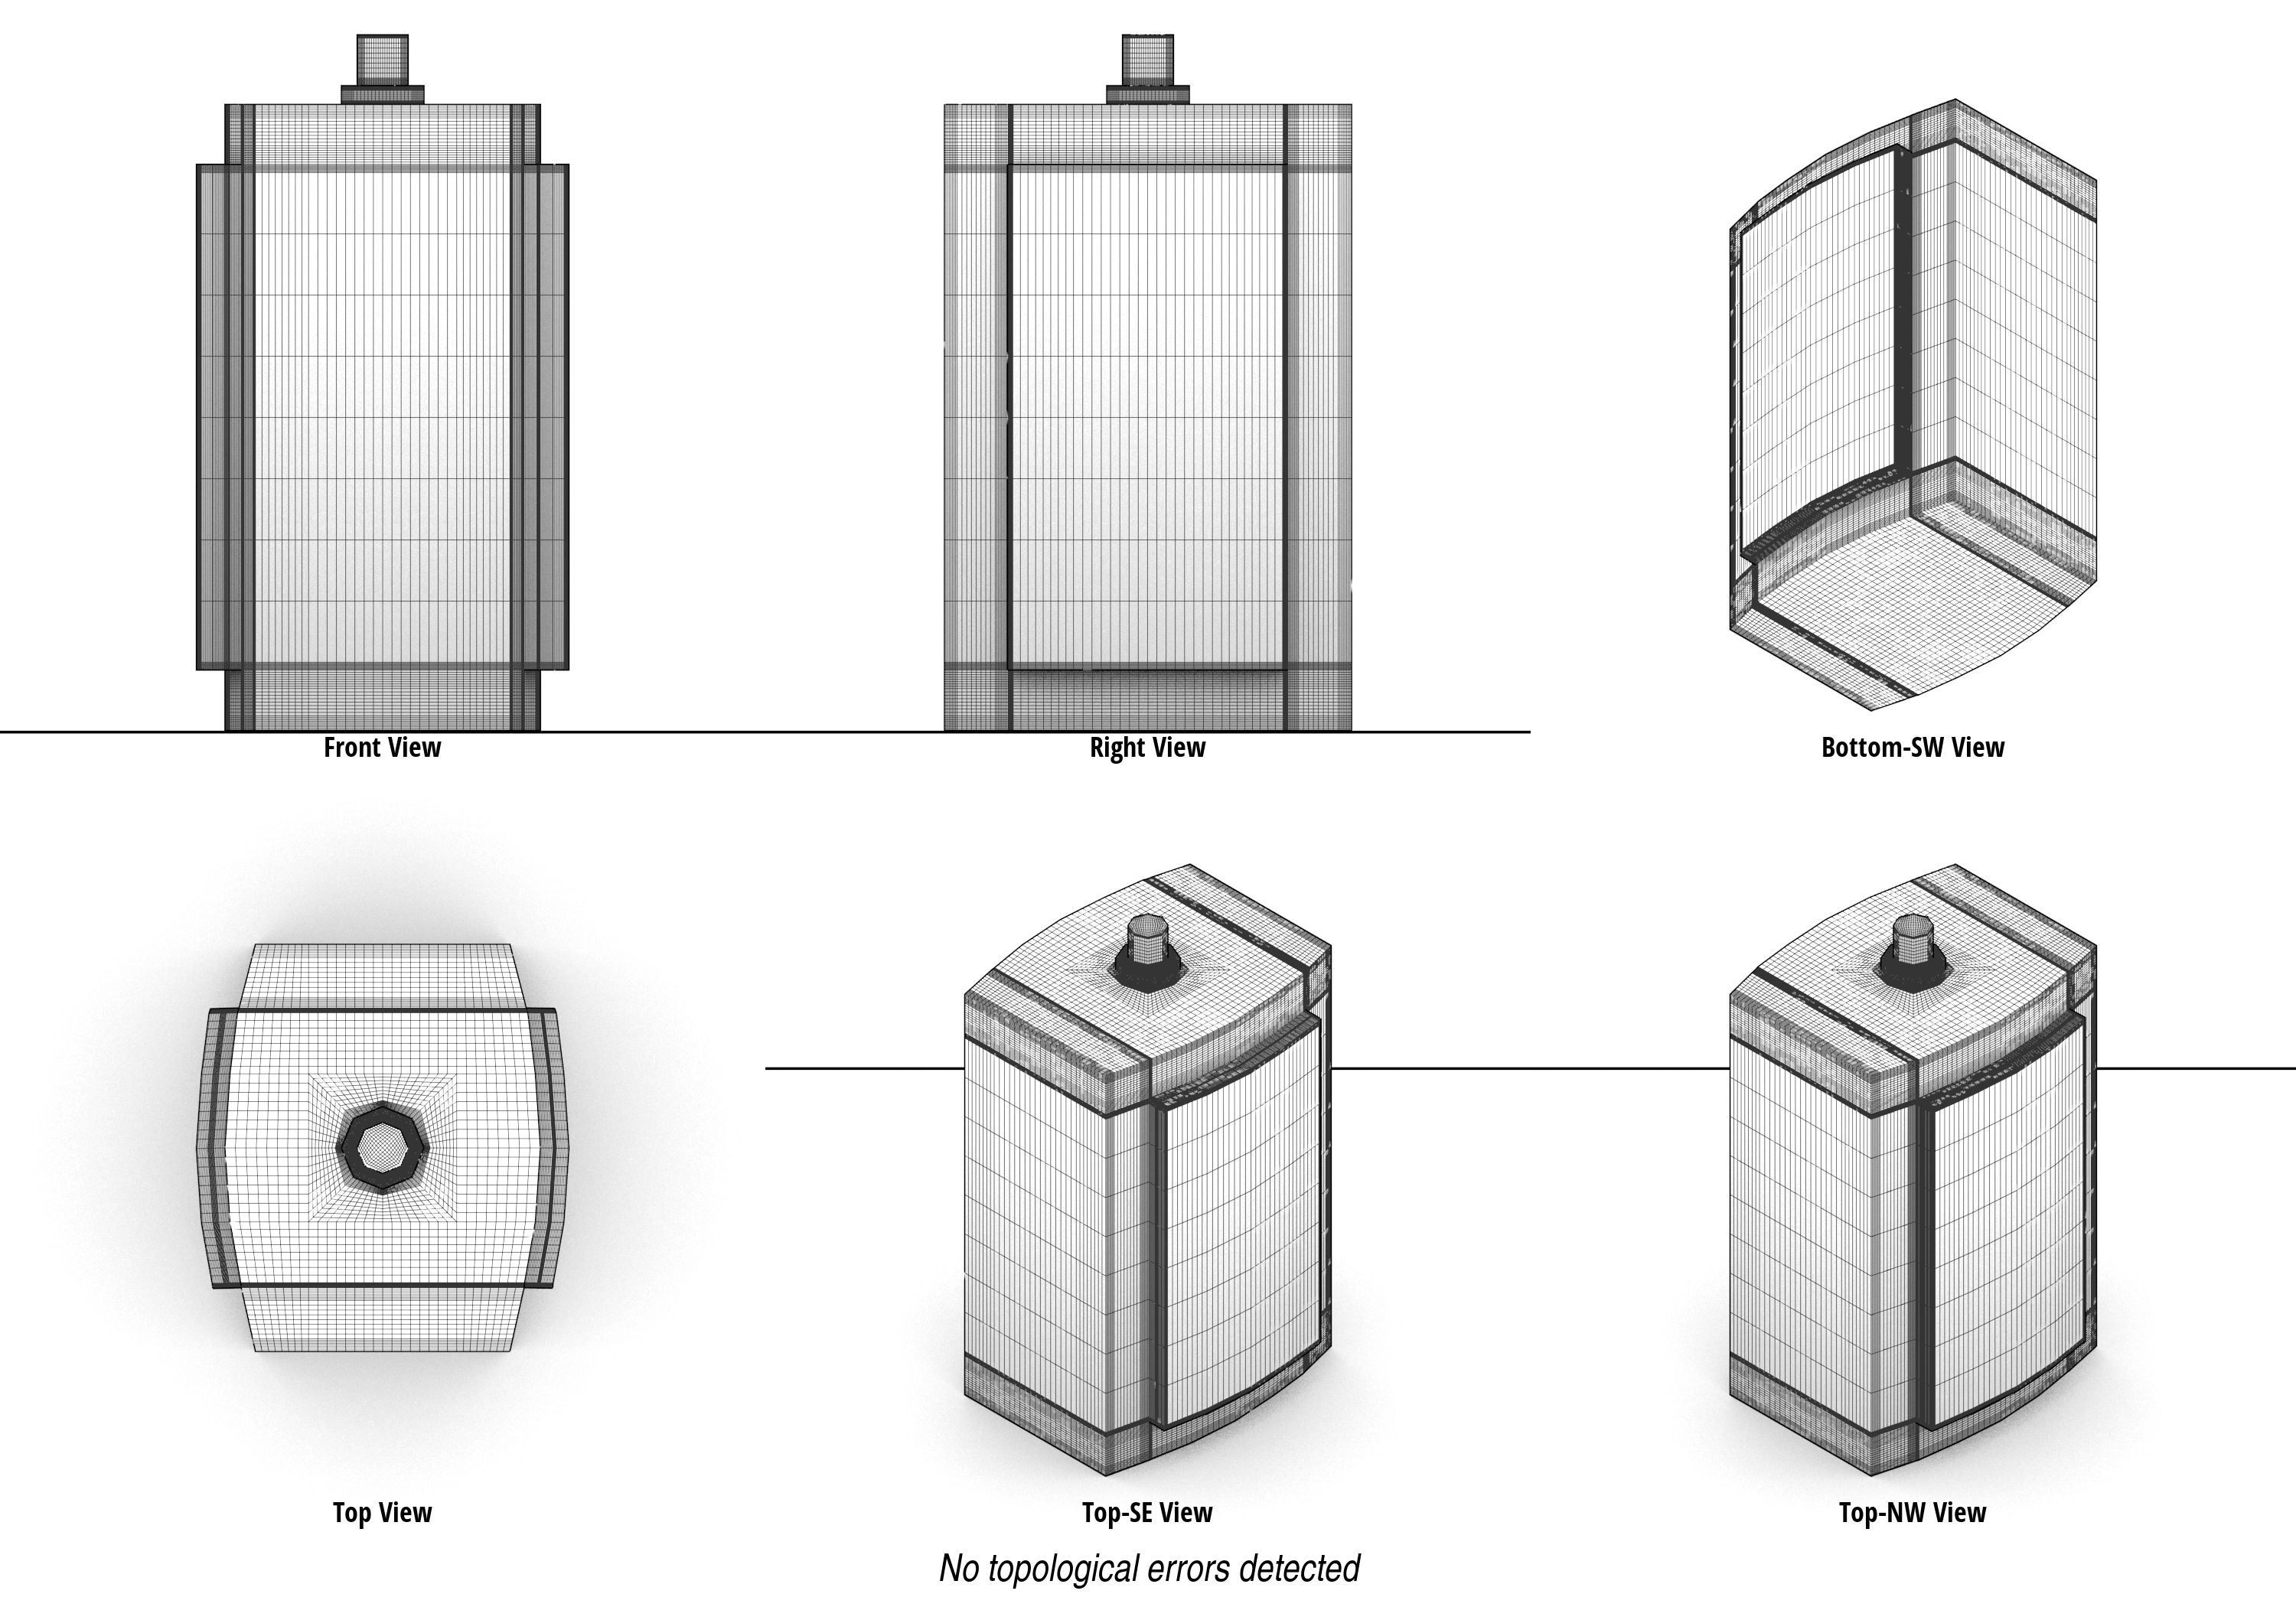 Front View
Right View
Bottom-SW View
Top View
Top-SE View
Top-NW View
No topological errors detected